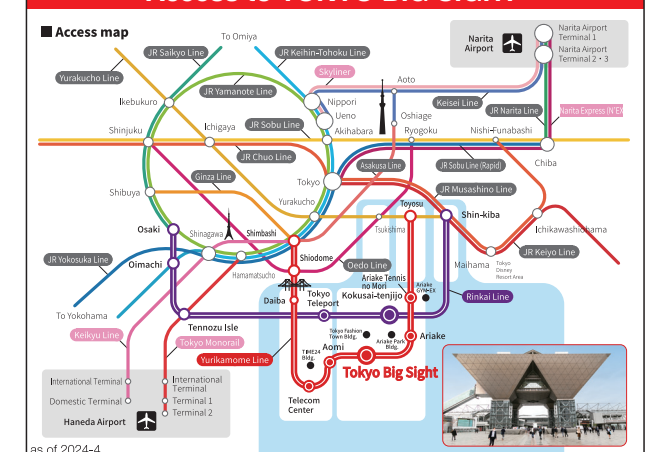 Access to TOKYO Big Sight
■ Access map
To Omiya
JR Saikyo Line
JR Keihin-Tohoku Line
Narita
Airport
Narita Airport
Terminal 1
Narita Airport
Terminal 2・3
Yurakucho Line
Skyliner
JR Yamanote Line
Aoto
Ikebukuro
Nippori
Keisei Line
JR Narita Line
Narita Express (N'EX
Ueno
Oshiage
Shinjuku
Ichigaya
JR Sobu Line
Akihabara
Ryogoku
Nishi-Funabashi
JR Chuo Line
Asakusa Line
JR Sobu Line (Rapid)
Chiba
Ginza Line
Tokyo
JR Musashino Line
Shibuya
Yurakucho
Toyosu
Tsukishima
Shin-kiba
Ichikawashiohama
Osaki
Shinagawa
Shimbashi
JR Yokosuka Line
Oimachi
Hamamatsucho
Shiodome
Oedo Line
Maihama
Tokyo
Disney
Resort Area
JR Keiyo Line
Ariake Tennis
no Mori
Ariake
GYM-EX
Daiba
Tokyo
Teleport
Kokusai-tenjijo
Rinkai Line
To Yokohama
Tennozu Isle
Keikyu Line
Tokyo Monorail
Tokyo Fashion
Town Bldg.
Ariake Park
Bldg.
Ariake
Yurikamome Line
TIME24
Bldg.
Aomi
Tokyo Big Sight
International Terminal
International
Terminal
Domestic Terminal
Terminal 1
Terminal 2
Haneda Airport
Telecom
Center
as of 2024-4